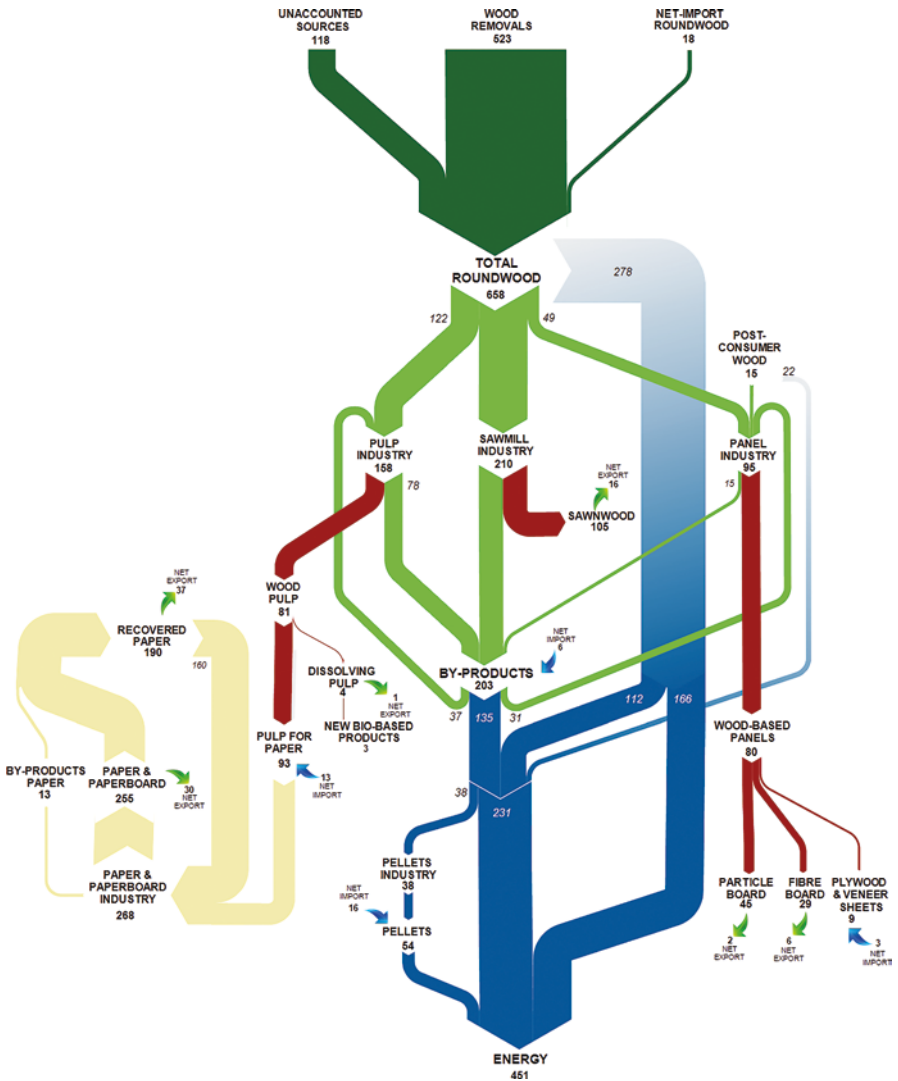 UNACCOUNTED
SOURCES
118
WOOD
REMOVALS
523
NET-IMPORT
ROUNDWOOD
18
TOTAL
ROUNDWOOD
658
278
122
49
POST-
CONSUMER
WOOD
15
22
PULP
INDUSTRY
158
SAWMILL
INDUSTRY
210
PANEL
INDUSTRY
95
NET
EXPORT
16
78
15
SAWNWOOD
105
NET
EXPORT
37
WOOD
PULP
81
RECOVERED
PAPER
190
160
NET
IMPORT
6
DISSOLVING
PULP
4
1
NET
EXPORT
BY-PRODUCTS
203
37
135
31
112
166
NEW BIO-BASED
PRODUCTS
3
PULP FOR
PAPER
93
13
NET
IMPORT
WOOD-BASED
PANELS
80
BY-PRODUCTS
PAPER
13
PAPER &
PAPERBOARD
255
30
NET
EXPORT
38
231
PAPER &
PAPERBOARD
INDUSTRY
268
PELLETS
INDUSTRY
38
NET
IMPORT
16
PELLETS
54
PARTICLE
BOARD
45
FIBRE
BOARD
29
PLYWOOD
& VENEER
SHEETS
9
2
NET
EXPORT
6
NET
EXPORT
3
NET
IMPORT
ENERGY
451